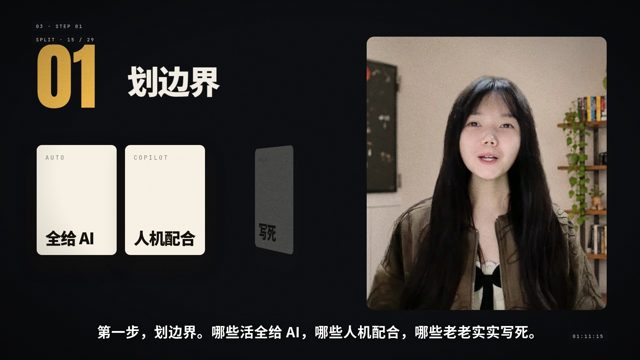 03 · STEP 01
SPLIT · 15 / 29
01
划边界
AUTO
COPILOT
全给 AI
人机配合
写死
第一步，划边界。哪些活全给 AI，哪些人机配合，哪些老老实实写死。
01:11:15